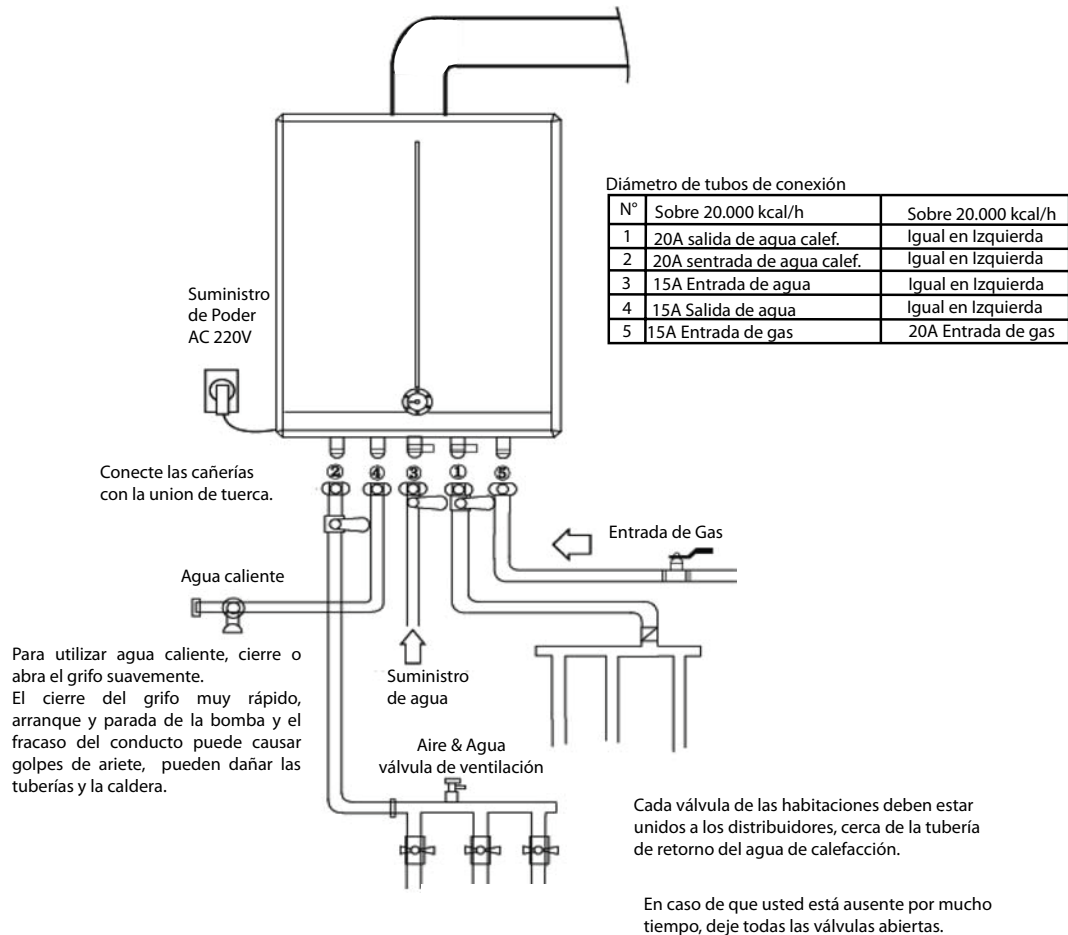 Diámetro de tubos de conexión
N° Sobre 20.000 kcal/h Sobre 20.000 kcal/h
1 20A salida de agua calef. Igual en Izquierda
2 20A sentrada de agua calef. Igual en Izquierda
3 15A Entrada de agua Igual en Izquierda
4 15A Salida de agua Igual en Izquierda
5 15A Entrada de gas 20A Entrada de gas
Suministro
de Poder
AC 220V
Conecte las cañerías
con la union de tuerca.
② ④ ③ ① ⑤
Entrada de Gas
Agua caliente
Para utilizar agua caliente, cierre o
abra el grifo suavemente.
El cierre del grifo muy rápido,
arranque y parada de la bomba y el
fracaso del conducto puede causar
golpes de ariete, pueden dañar las
tuberías y la caldera.
Suministro
de agua
Aire & Agua
válvula de ventilación
Cada válvula de las habitaciones deben estar
unidos a los distribuidores, cerca de la tubería
de retorno del agua de calefacción.
En caso de que usted está ausente por mucho
tiempo, deje todas las válvulas abiertas.